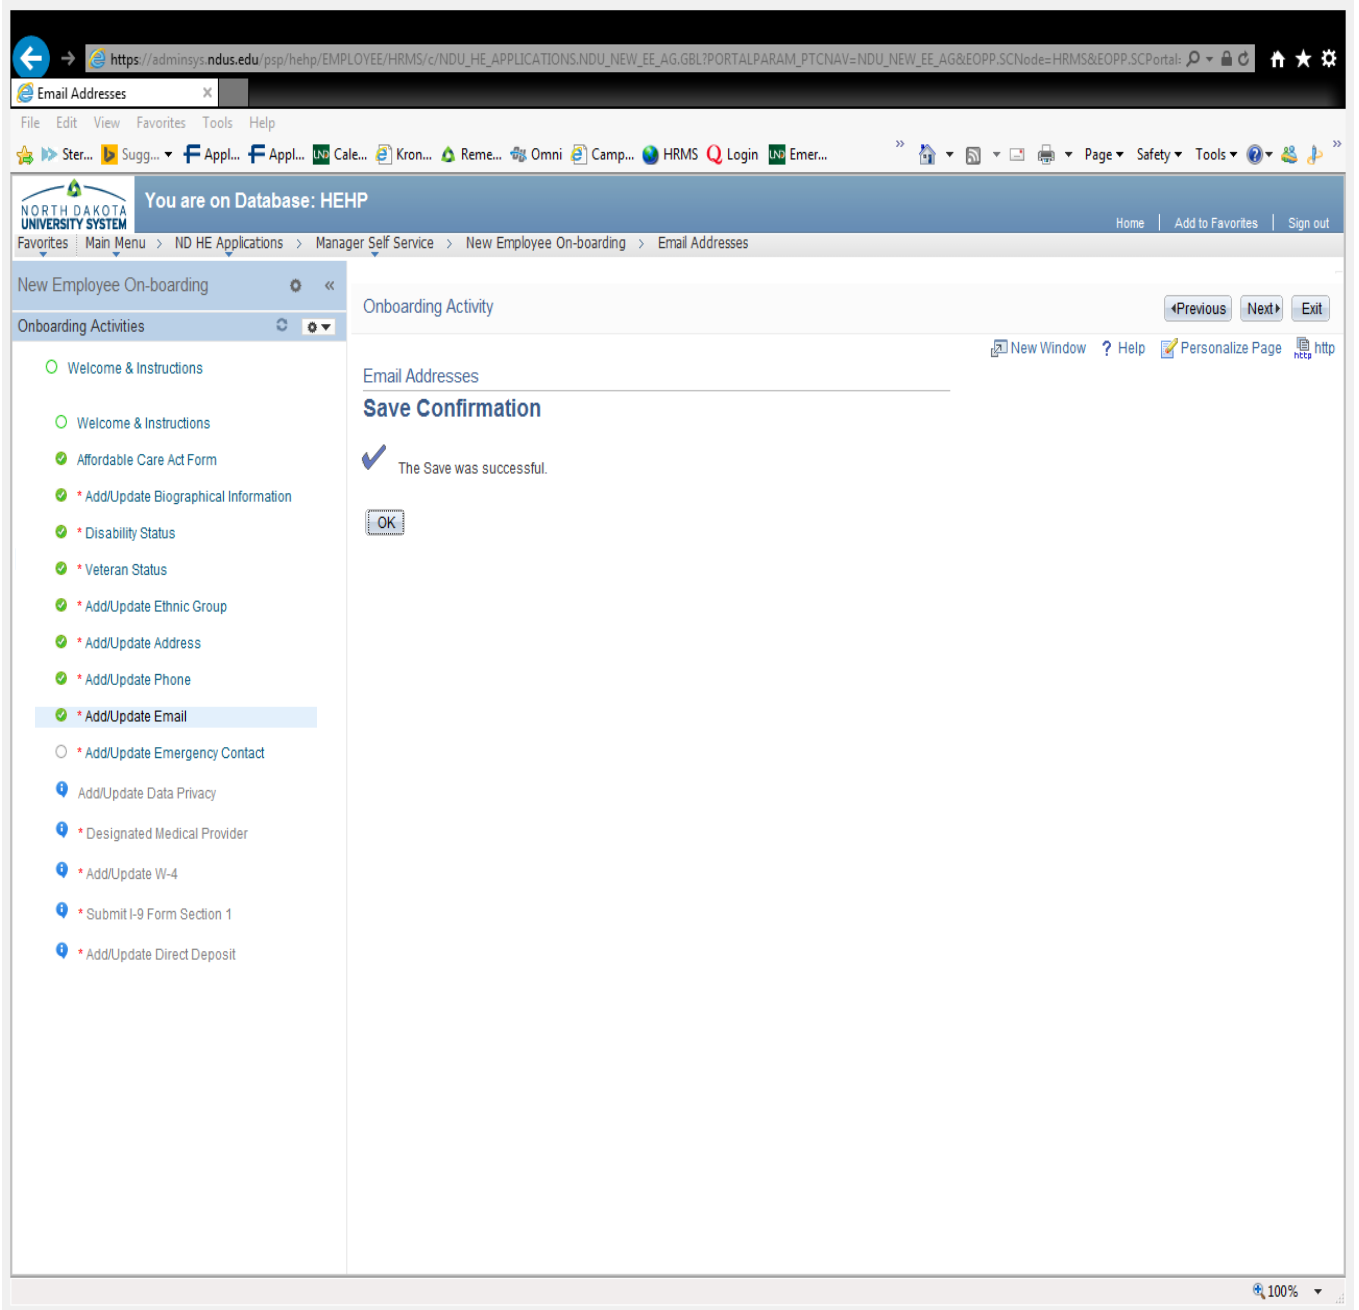 https://adminsys.ndus.edu/psp/hehp/EMPLOYEE/HRMS/c/NDU_HE_APPLICATIONS.NDU_NEW_EE_AG.GBL?PORTALPARAM_PTCNAV=NDU_NEW_EE_AG&EOPP.SCNode=HRMS&EOPP.SCPortal:
Email Addresses
File Edit View Favorites Tools Help
Ster... Sugg... Appl... Appl... UND Cale... Kron... Reme... Omni Camp... HRMS Login UND Emer... » Page Safety Tools »
NORTH DAKOTA
UNIVERSITY SYSTEM
You are on Database: HEHP
Home | Add to Favorites | Sign out
Favorites Main Menu > ND HE Applications > Manager Self Service > New Employee On-boarding > Email Addresses
New Employee On-boarding «
Onboarding Activities
Onboarding Activity
Previous Next Exit
New Window ? Help Personalize Page http
Welcome & Instructions
Welcome & Instructions
Affordable Care Act Form
* Add/Update Biographical Information
* Disability Status
* Veteran Status
* Add/Update Ethnic Group
* Add/Update Address
* Add/Update Phone
* Add/Update Email
* Add/Update Emergency Contact
Add/Update Data Privacy
* Designated Medical Provider
* Add/Update W-4
* Submit I-9 Form Section 1
* Add/Update Direct Deposit
Email Addresses
Save Confirmation
The Save was successful.
OK
100%